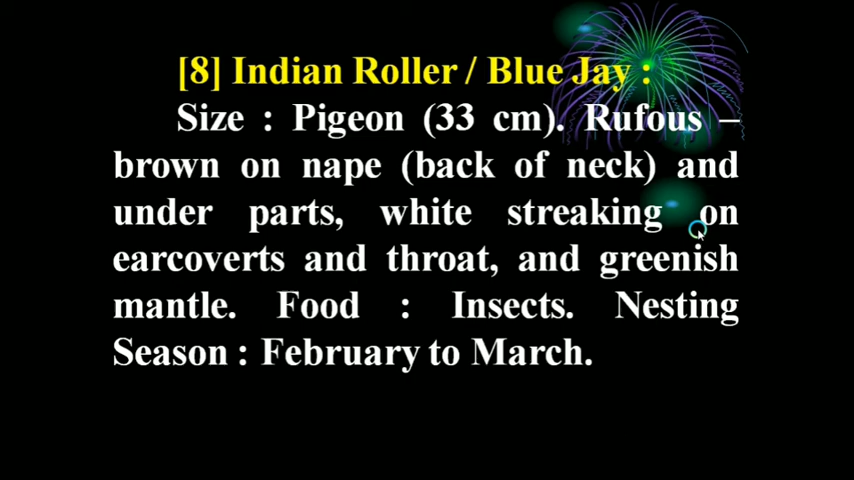 [8] Indian Roller / Blue Jay :
Size : Pigeon (33 cm). Rufous –
brown on nape (back of neck) and
under parts, white streaking on
earcoverts and throat, and greenish
mantle. Food : Insects. Nesting
Season : February to March.